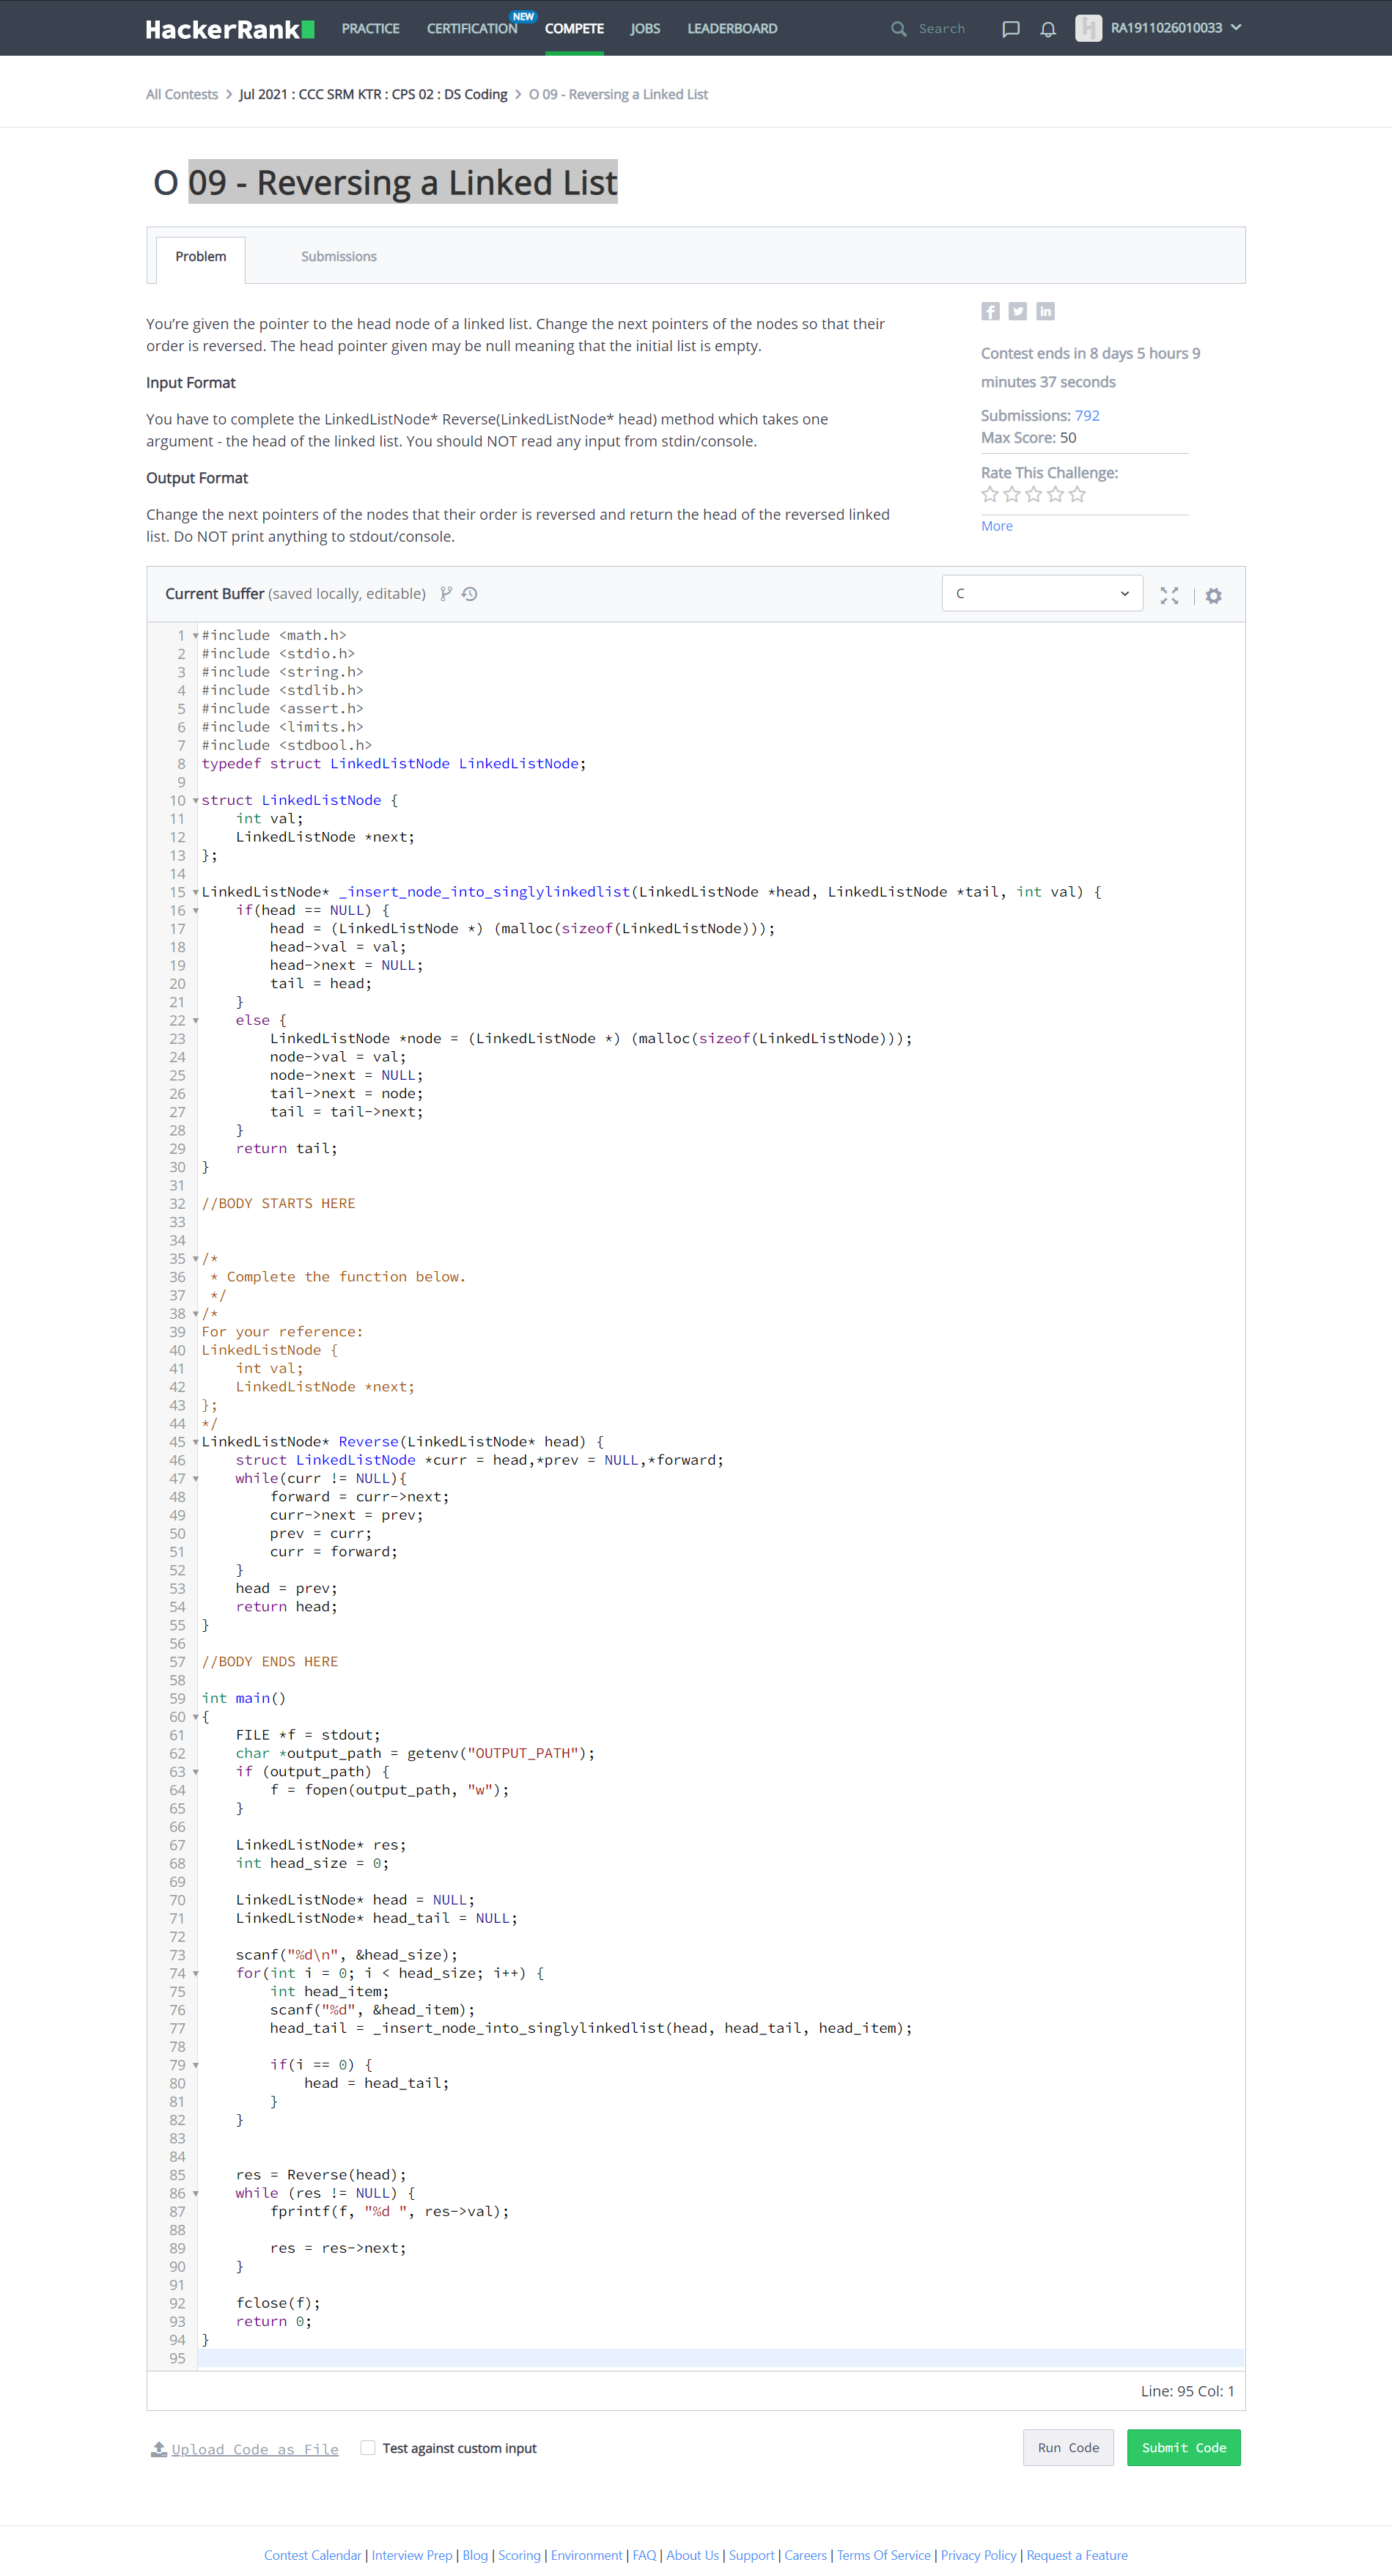 HackerRank PRACTICE CERTIFICATION NEW COMPETE JOBS LEADERBOARD Search RA1911026010033
All Contests > Jul 2021 : CCC SRM KTR : CPS 02 : DS Coding > O 09 - Reversing a Linked List
O 09 - Reversing a Linked List
Problem Submissions
You’re given the pointer to the head node of a linked list. Change the next pointers of the nodes so that their
order is reversed. The head pointer given may be null meaning that the initial list is empty.
Input Format
You have to complete the LinkedListNode* Reverse(LinkedListNode* head) method which takes one
argument - the head of the linked list. You should NOT read any input from stdin/console.
Output Format
Change the next pointers of the nodes that their order is reversed and return the head of the reversed linked
list. Do NOT print anything to stdout/console.
Contest ends in 8 days 5 hours 9
minutes 37 seconds
Submissions: 792
Max Score: 50
Rate This Challenge:
More
Current Buffer (saved locally, editable) C
1 #include <math.h>
2 #include <stdio.h>
3 #include <string.h>
4 #include <stdlib.h>
5 #include <assert.h>
6 #include <limits.h>
7 #include <stdbool.h>
8 typedef struct LinkedListNode LinkedListNode;
9
10 struct LinkedListNode {
11     int val;
12     LinkedListNode *next;
13 };
14
15 LinkedListNode* _insert_node_into_singlylinkedlist(LinkedListNode *head, LinkedListNode *tail, int val) {
16     if(head == NULL) {
17         head = (LinkedListNode *) (malloc(sizeof(LinkedListNode)));
18         head->val = val;
19         head->next = NULL;
20         tail = head;
21     }
22     else {
23         LinkedListNode *node = (LinkedListNode *) (malloc(sizeof(LinkedListNode)));
24         node->val = val;
25         node->next = NULL;
26         tail->next = node;
27         tail = tail->next;
28     }
29     return tail;
30 }
31
32 //BODY STARTS HERE
33
34
35 /*
36  * Complete the function below.
37  */
38 /*
39 For your reference:
40 LinkedListNode {
41     int val;
42     LinkedListNode *next;
43 };
44 */
45 LinkedListNode* Reverse(LinkedListNode* head) {
46     struct LinkedListNode *curr = head,*prev = NULL,*forward;
47     while(curr != NULL){
48         forward = curr->next;
49         curr->next = prev;
50         prev = curr;
51         curr = forward;
52     }
53     head = prev;
54     return head;
55 }
56
57 //BODY ENDS HERE
58
59 int main()
60 {
61     FILE *f = stdout;
62     char *output_path = getenv("OUTPUT_PATH");
63     if (output_path) {
64         f = fopen(output_path, "w");
65     }
66
67     LinkedListNode* res;
68     int head_size = 0;
69
70     LinkedListNode* head = NULL;
71     LinkedListNode* head_tail = NULL;
72
73     scanf("%d\n", &head_size);
74     for(int i = 0; i < head_size; i++) {
75         int head_item;
76         scanf("%d", &head_item);
77         head_tail = _insert_node_into_singlylinkedlist(head, head_tail, head_item);
78
79         if(i == 0) {
80             head = head_tail;
81         }
82     }
83
84
85     res = Reverse(head);
86     while (res != NULL) {
87         fprintf(f, "%d ", res->val);
88
89         res = res->next;
90     }
91
92     fclose(f);
93     return 0;
94 }
95
Line: 95 Col: 1
Upload Code as File Test against custom input Run Code Submit Code
Contest Calendar | Interview Prep | Blog | Scoring | Environment | FAQ | About Us | Support | Careers | Terms Of Service | Privacy Policy | Request a Feature